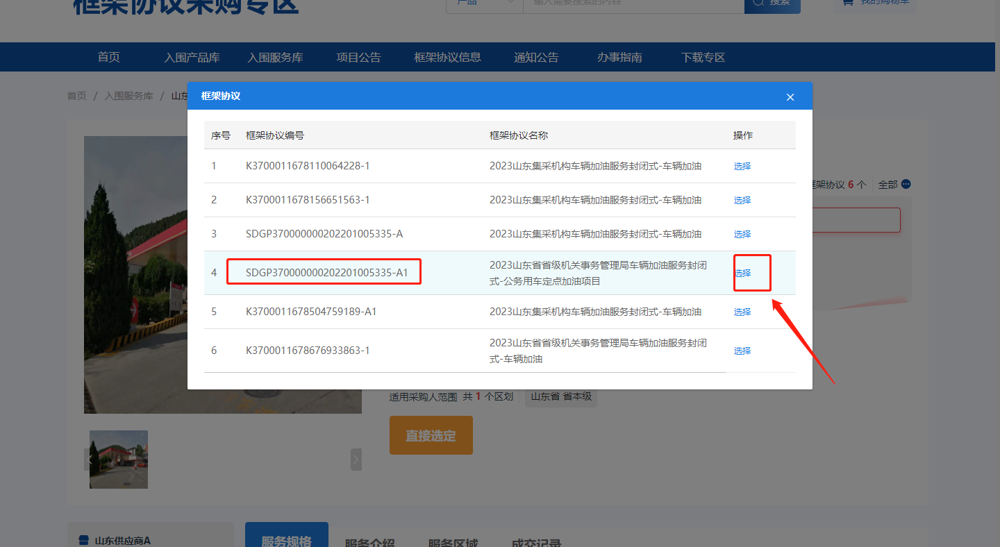 框架协议采购专区
产品
输入需要搜索的内容
搜索
我的购物车
首页 入围产品库 入围服务库 项目公告 框架协议信息 通知公告 办事指南 下载专区
首页 / 入围服务库 / 山东
框架协议
序号 框架协议编号 框架协议名称 操作
1 K3700011678110064228-1 2023山东集采机构车辆加油服务封闭式-车辆加油 选择
2 K3700011678156651563-1 2023山东集采机构车辆加油服务封闭式-车辆加油 选择
3 SDGP370000000202201005335-A 2023山东集采机构车辆加油服务封闭式-车辆加油 选择
4 SDGP370000000202201005335-A1 2023山东省省级机关事务管理局车辆加油服务封闭
式-公务用车定点加油项目 选择
5 K3700011678504759189-A1 2023山东集采机构车辆加油服务封闭式-车辆加油 选择
6 K3700011678676933863-1 2023山东省省级机关事务管理局车辆加油服务封闭
式-车辆加油 选择
框架协议 6 个 全部
适用采购人范围 共 1 个区划 山东省 省本级
直接选定
山东供应商A
服务规格 服务介绍 服务区域 成交记录